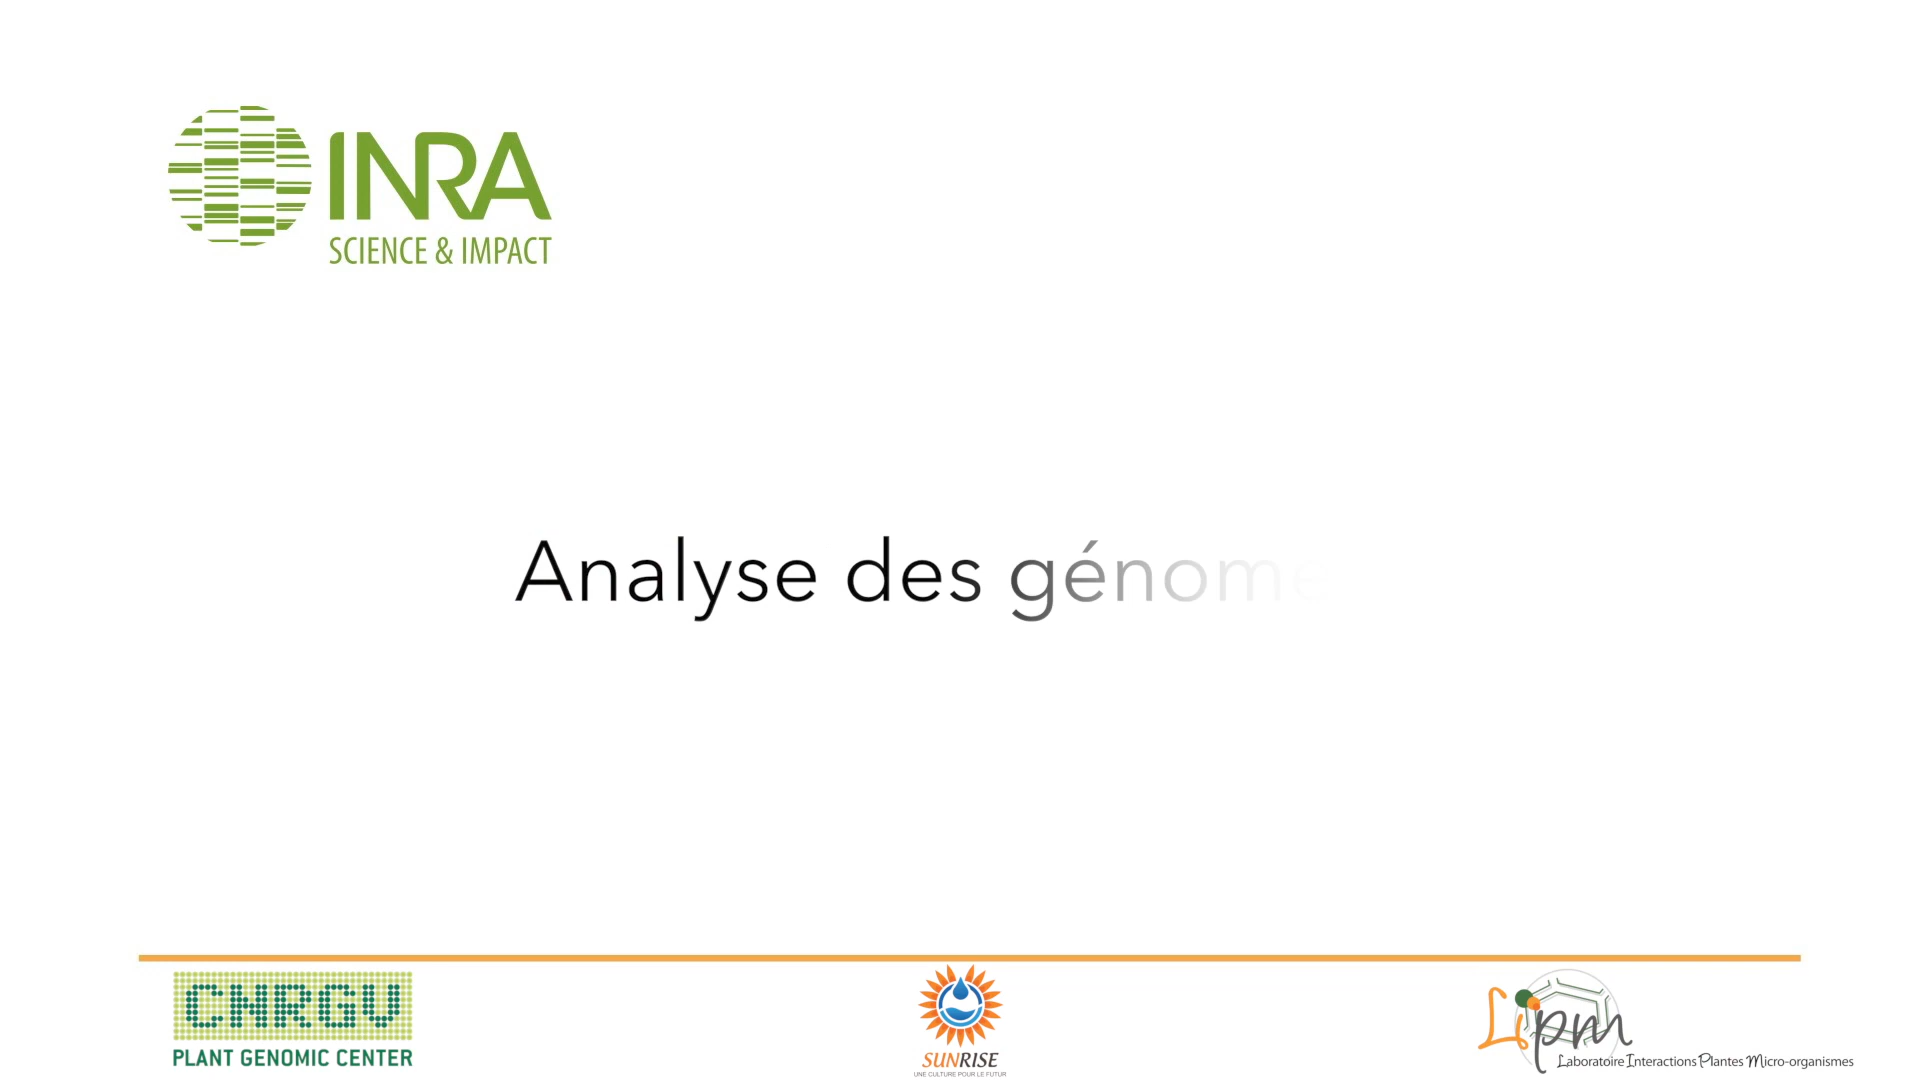 INRA
SCIENCE & IMPACT
Analyse des génome
CNRGV
PLANT GENOMIC CENTER
SUNRISE
UNE CULTURE POUR LE FUTUR
Lipm
Laboratoire Interactions Plantes Micro-organismes